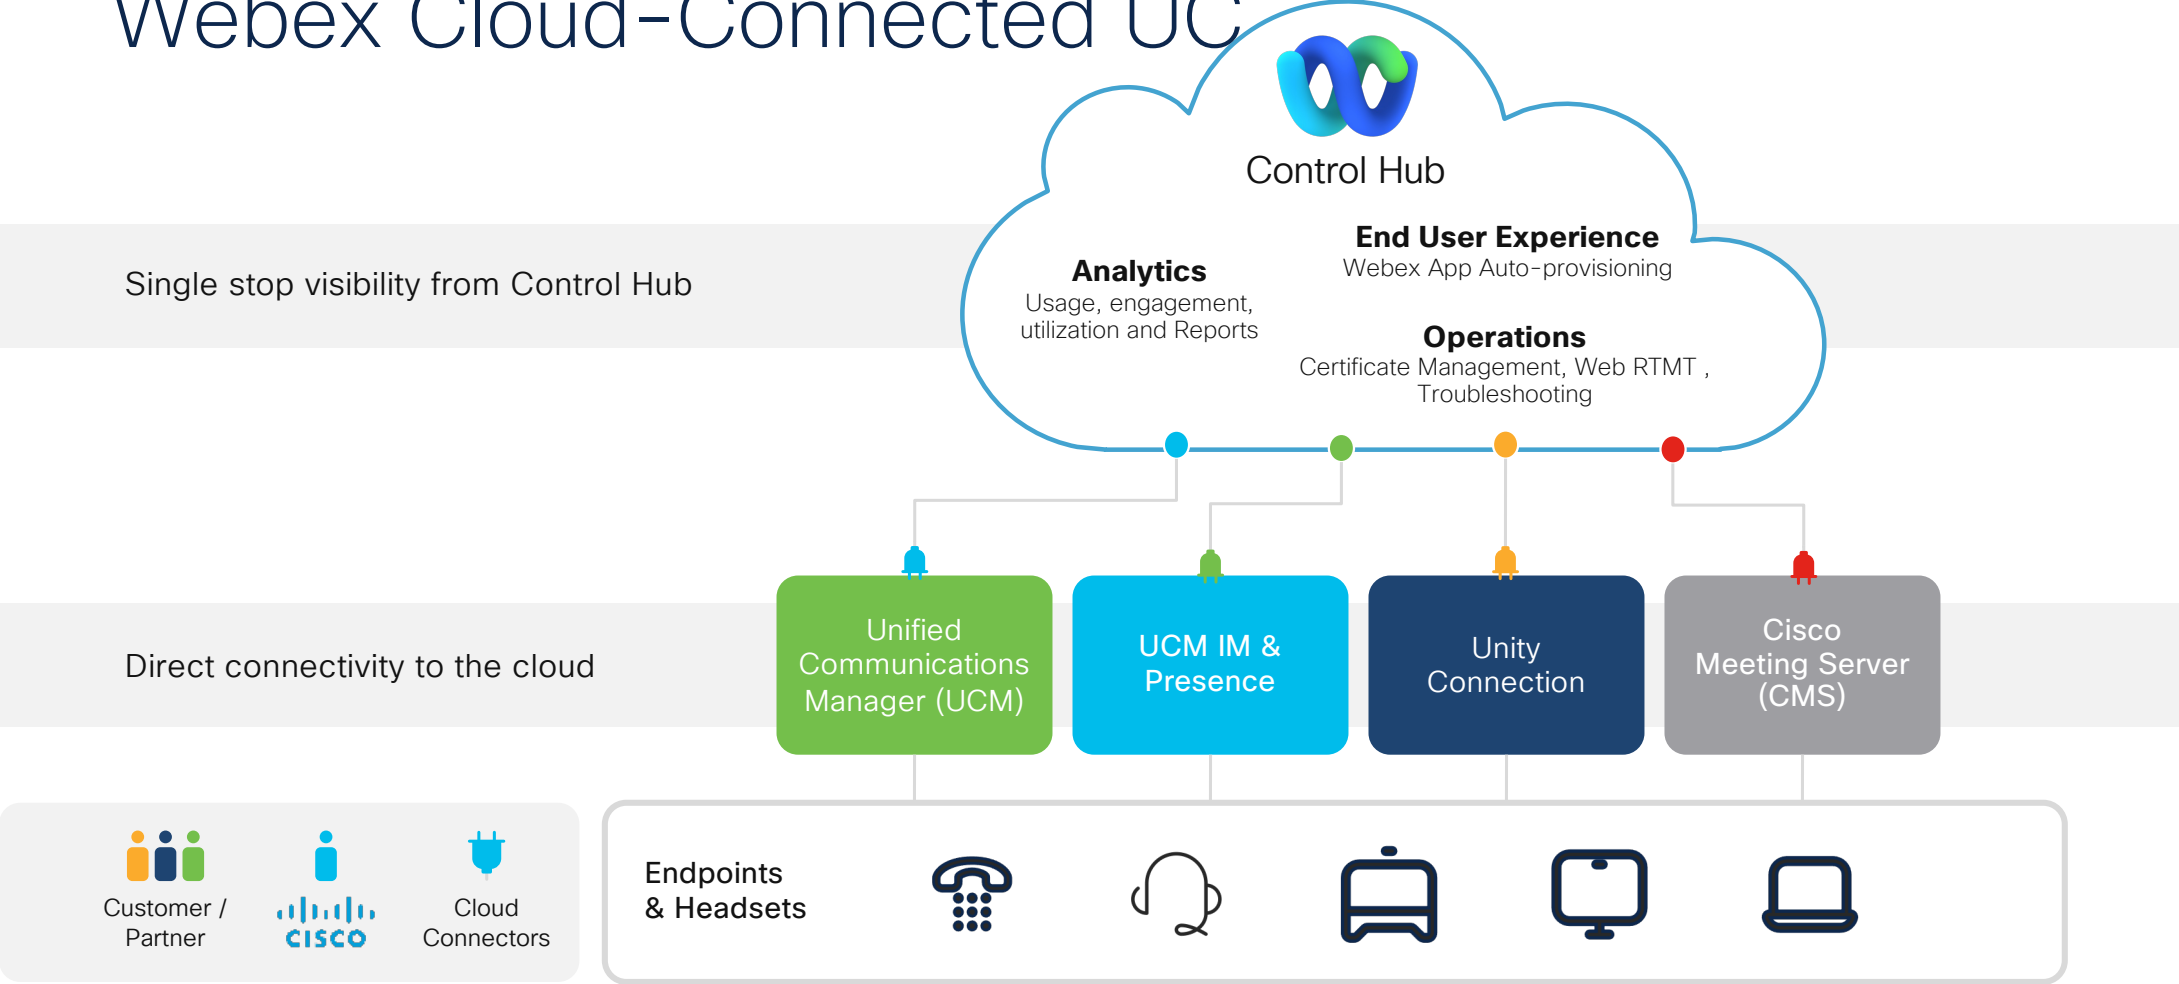 Webex Cloud-Connected UC
Control Hub
Single stop visibility from Control Hub
Analytics
Usage, engagement,
utilization and Reports
End User Experience
Webex App Auto-provisioning
Operations
Certificate Management, Web RTMT ,
Troubleshooting
Direct connectivity to the cloud
Unified
Communications
Manager (UCM)
UCM IM &
Presence
Unity
Connection
Cisco
Meeting Server
(CMS)
Customer /
Partner
CISCO
Cloud
Connectors
Endpoints
& Headsets